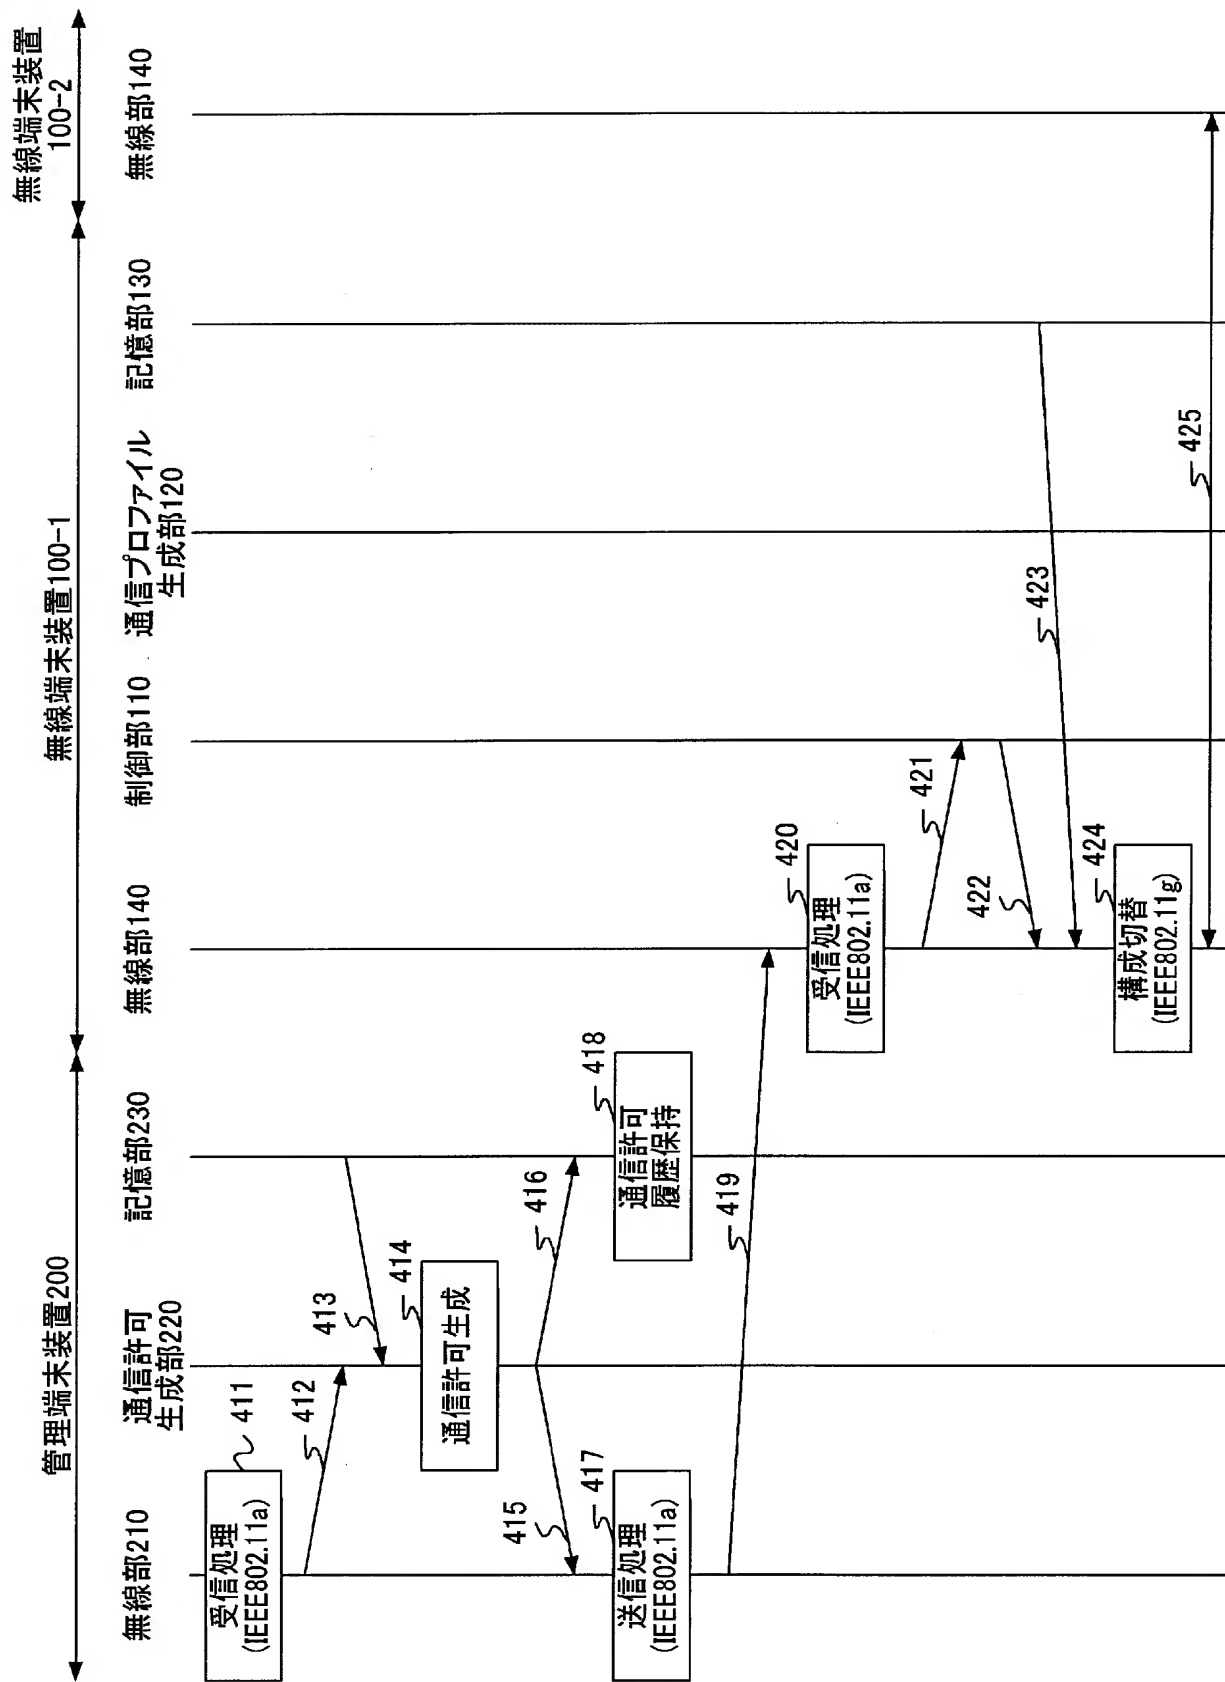 管理端末装置200
無線端末装置100-1
無線端末装置
100-2
無線部210
通信許可
生成部220
記憶部230
無線部140
制御部110
通信プロファイル
生成部120
記憶部130
無線部140
受信処理
(IEEE802.11a)
411
412
413
通信許可生成
414
415
416
送信処理
(IEEE802.11a)
417
通信許可
履歴保持
418
419
受信処理
(IEEE802.11a)
420
421
422
423
構成切替
(IEEE802.11g)
424
425